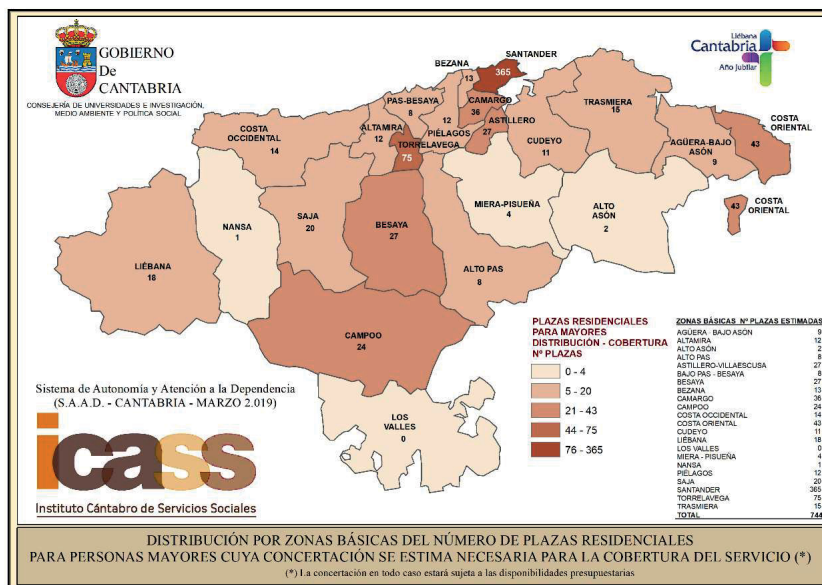 GOBIERNO
De
CANTABRIA
CONSEJERÍA DE UNIVERSIDADES E INVESTIGACIÓN,
MEDIO AMBIENTE Y POLÍTICA SOCIAL
Liébana
Cantabria
Año Jubilar
SANTANDER
365
BEZANA
13
PAS-BESAYA
8
CAMARGO
36
ASTILLERO
27
TRASMIERA
15
COSTA
OCCIDENTAL
14
ALTAMIRA
12
12
PIÉLAGOS
TORRELAVEGA
75
CUDEYO
11
AGÜERA-BAJO
ASÓN
9
COSTA
ORIENTAL
43
NANSA
1
SAJA
20
BESAYA
27
MIERA-PISUEÑA
4
ALTO
ASÓN
2
43
COSTA
ORIENTAL
LIÉBANA
18
ALTO PAS
8
CAMPOO
24
LOS
VALLES
0
PLAZAS RESIDENCIALES
PARA MAYORES
DISTRIBUCIÓN - COBERTURA
Nº PLAZAS
0 - 4
5 - 20
21 - 43
44 - 75
76 - 365
ZONAS BÁSICAS Nº PLAZAS ESTIMADAS
AGÜERA - BAJO ASÓN 9
ALTAMIRA 12
ALTO ASÓN 2
ALTO PAS 8
ASTILLERO-VILLAESCUSA 27
BAJO PAS - BESAYA 8
BESAYA 27
BEZANA 13
CAMARGO 36
CAMPOO 24
COSTA OCCIDENTAL 14
COSTA ORIENTAL 43
CUDEYO 11
LIÉBANA 18
LOS VALLES 0
MIERA - PISUEÑA 4
NANSA 1
PIÉLAGOS 12
SAJA 20
SANTANDER 365
TORRELAVEGA 75
TRASMIERA 15
TOTAL 744
Sistema de Autonomía y Atención a la Dependencia
(S.A.A.D. - CANTABRIA - MARZO 2.019)
icass
Instituto Cántabro de Servicios Sociales
DISTRIBUCIÓN POR ZONAS BÁSICAS DEL NÚMERO DE PLAZAS RESIDENCIALES
PARA PERSONAS MAYORES CUYA CONCERTACIÓN SE ESTIMA NECESARIA PARA LA COBERTURA DEL SERVICIO (*)
(*) La concertación en todo caso estará sujeta a las disponibilidades presupuestarias